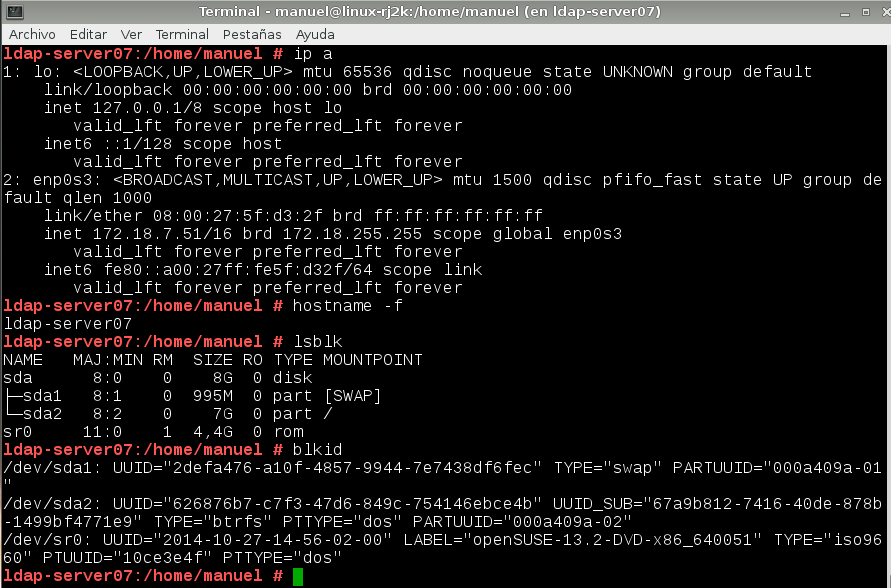 Terminal - manuel@linux-rj2k:/home/manuel (en ldap-server07)
Archivo Editar Ver Terminal Pestañas Ayuda
ldap-server07:/home/manuel # ip a
1: lo: <LOOPBACK,UP,LOWER_UP> mtu 65536 qdisc noqueue state UNKNOWN group default
    link/loopback 00:00:00:00:00:00 brd 00:00:00:00:00:00
    inet 127.0.0.1/8 scope host lo
       valid_lft forever preferred_lft forever
    inet6 ::1/128 scope host
       valid_lft forever preferred_lft forever
2: enp0s3: <BROADCAST,MULTICAST,UP,LOWER_UP> mtu 1500 qdisc pfifo_fast state UP group de
fault qlen 1000
    link/ether 08:00:27:5f:d3:2f brd ff:ff:ff:ff:ff:ff
    inet 172.18.7.51/16 brd 172.18.255.255 scope global enp0s3
       valid_lft forever preferred_lft forever
    inet6 fe80::a00:27ff:fe5f:d32f/64 scope link
       valid_lft forever preferred_lft forever
ldap-server07:/home/manuel # hostname -f
ldap-server07
ldap-server07:/home/manuel # lsblk
NAME   MAJ:MIN RM  SIZE RO TYPE MOUNTPOINT
sda      8:0    0    8G  0 disk
├─sda1   8:1    0  995M  0 part [SWAP]
└─sda2   8:2    0    7G  0 part /
sr0     11:0    1  4,4G  0 rom
ldap-server07:/home/manuel # blkid
/dev/sda1: UUID="2defa476-a10f-4857-9944-7e7438df6fec" TYPE="swap" PARTUUID="000a409a-01
"
/dev/sda2: UUID="626876b7-c7f3-47d6-849c-754146ebce4b" UUID_SUB="67a9b812-7416-40de-878b
-1499bf4771e9" TYPE="btrfs" PTTYPE="dos" PARTUUID="000a409a-02"
/dev/sr0: UUID="2014-10-27-14-56-02-00" LABEL="openSUSE-13.2-DVD-x86_640051" TYPE="iso96
60" PTUUID="10ce3e4f" PTTYPE="dos"
ldap-server07:/home/manuel #